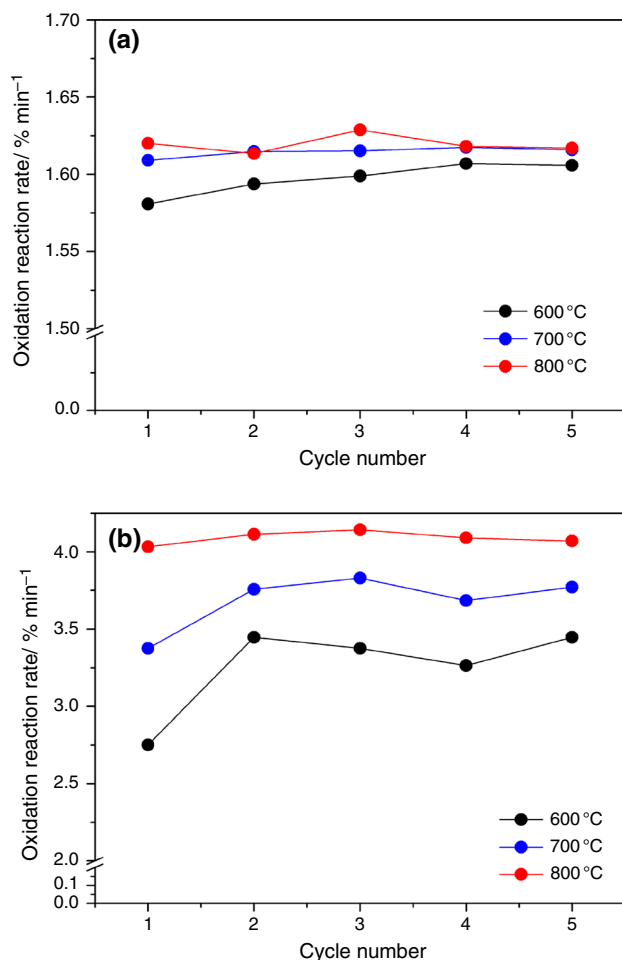 (a)
Oxidation reaction rate/ % min⁻¹
1.70
1.65
1.60
1.55
1.50
0.0
600 °C
700 °C
800 °C
1 2 3 4 5
Cycle number
(b)
Oxidation reaction rate/ % min⁻¹
4.0
3.5
3.0
2.5
2.0
0.1
0.0
600 °C
700 °C
800 °C
1 2 3 4 5
Cycle number